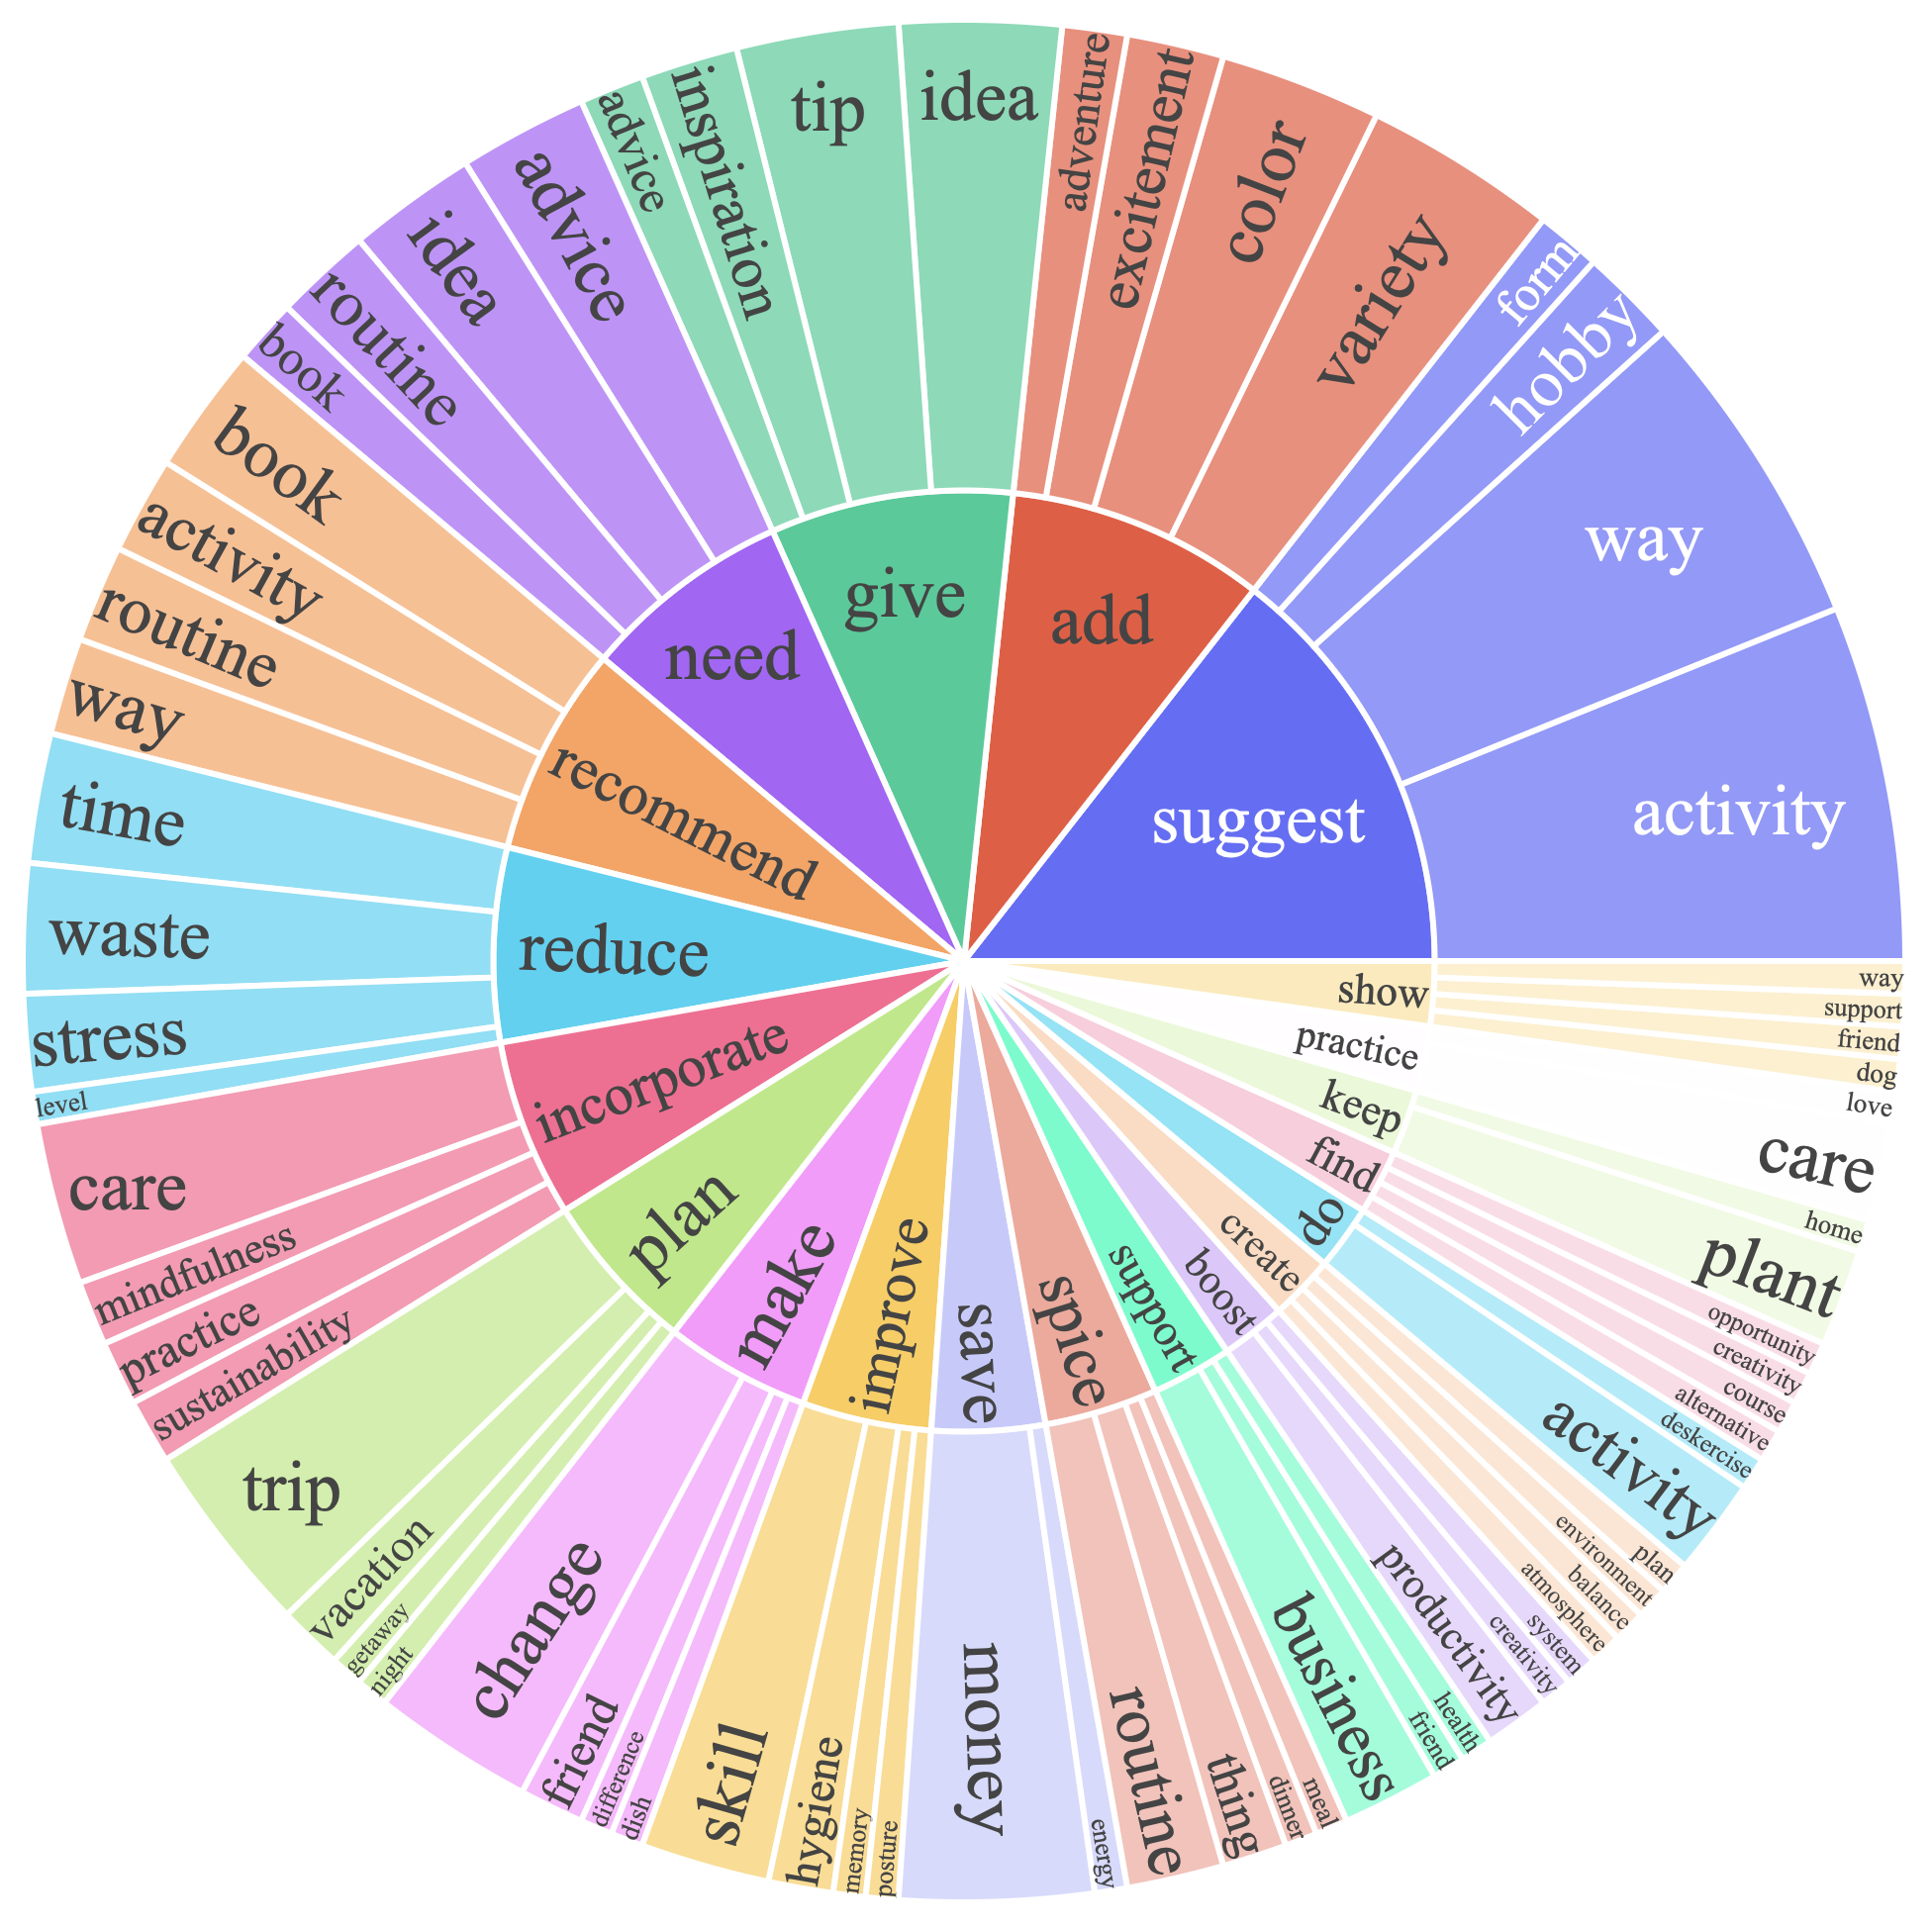 suggest
activity
way
hobby
form
add
variety
color
excitement
adventure
give
idea
tip
inspiration
advice
need
advice
idea
routine
book
recommend
book
activity
routine
way
reduce
time
waste
stress
level
incorporate
care
mindfulness
practice
sustainability
plan
trip
vacation
getaway
night
make
change
friend
difference
dish
improve
skill
hygiene
memory
posture
save
money
energy
spice
routine
thing
dinner
meal
support
business
friend
health
boost
productivity
creativity
system
create
atmosphere
balance
environment
plan
do
activity
deskercise
find
alternative
course
creativity
opportunity
keep
plant
home
practice
care
love
show
dog
friend
support
way